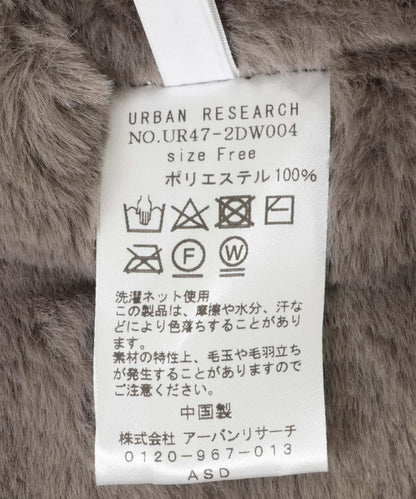 URBAN RESEARCH
NO.UR47-2DW004
size Free
ポリエステル 100%
F W
洗濯ネット使用
この製品は、摩擦や水分、汗な
どにより色落ちすることがあり
ます。
素材の特性上、毛玉や毛羽立ち
が発生することがありますので
ご注意ください。
中国製
株式会社 アーバンリサーチ
0120-967-013
ASD